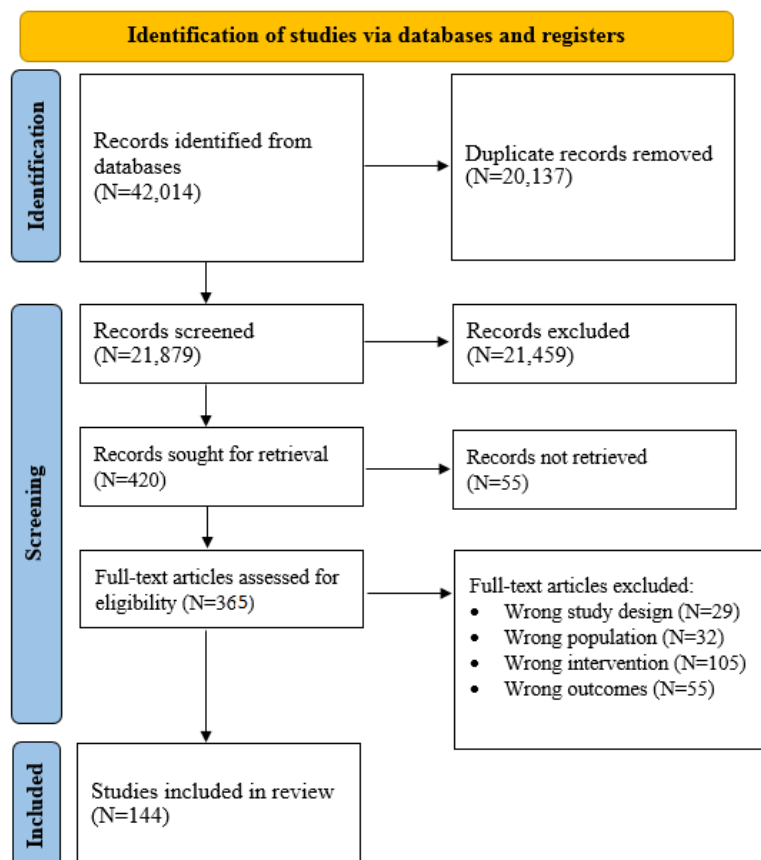 Identification of studies via databases and registers
Identification
Records identified from
databases
(N=42,014)
Duplicate records removed
(N=20,137)
Screening
Records screened
(N=21,879)
Records excluded
(N=21,459)
Records sought for retrieval
(N=420)
Records not retrieved
(N=55)
Full-text articles assessed for
eligibility (N=365)
Full-text articles excluded:
• Wrong study design (N=29)
• Wrong population (N=32)
• Wrong intervention (N=105)
• Wrong outcomes (N=55)
Included
Studies included in review
(N=144)